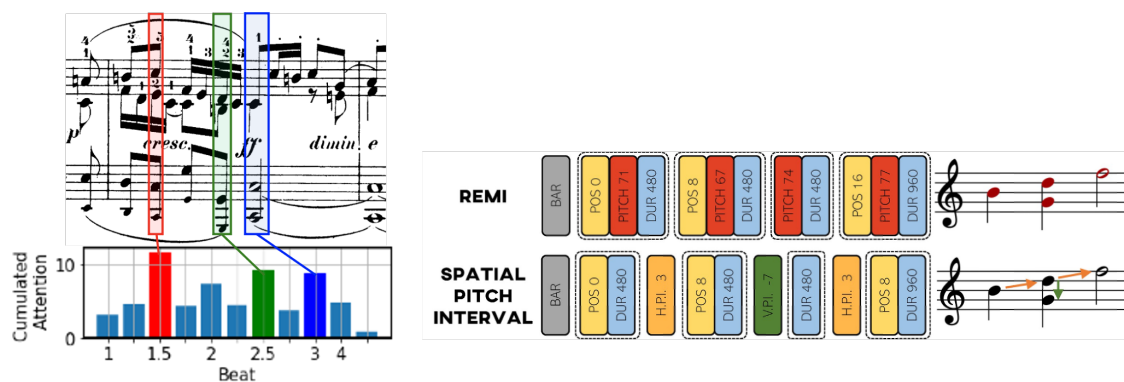 p
cresc.
ff
dimin. e
Cumulated
Attention
10
0
1
1.5
2
2.5
3
4
Beat
REMI
BAR
POS 0
PITCH 71
DUR 480
POS 8
PITCH 67
DUR 480
PITCH 74
DUR 480
POS 16
PITCH 77
DUR 960
SPATIAL
PITCH
INTERVAL
BAR
POS 0
DUR 480
H.P.I. 3
POS 8
DUR 480
V.P.I. -7
DUR 480
H.P.I. 3
POS 8
DUR 960